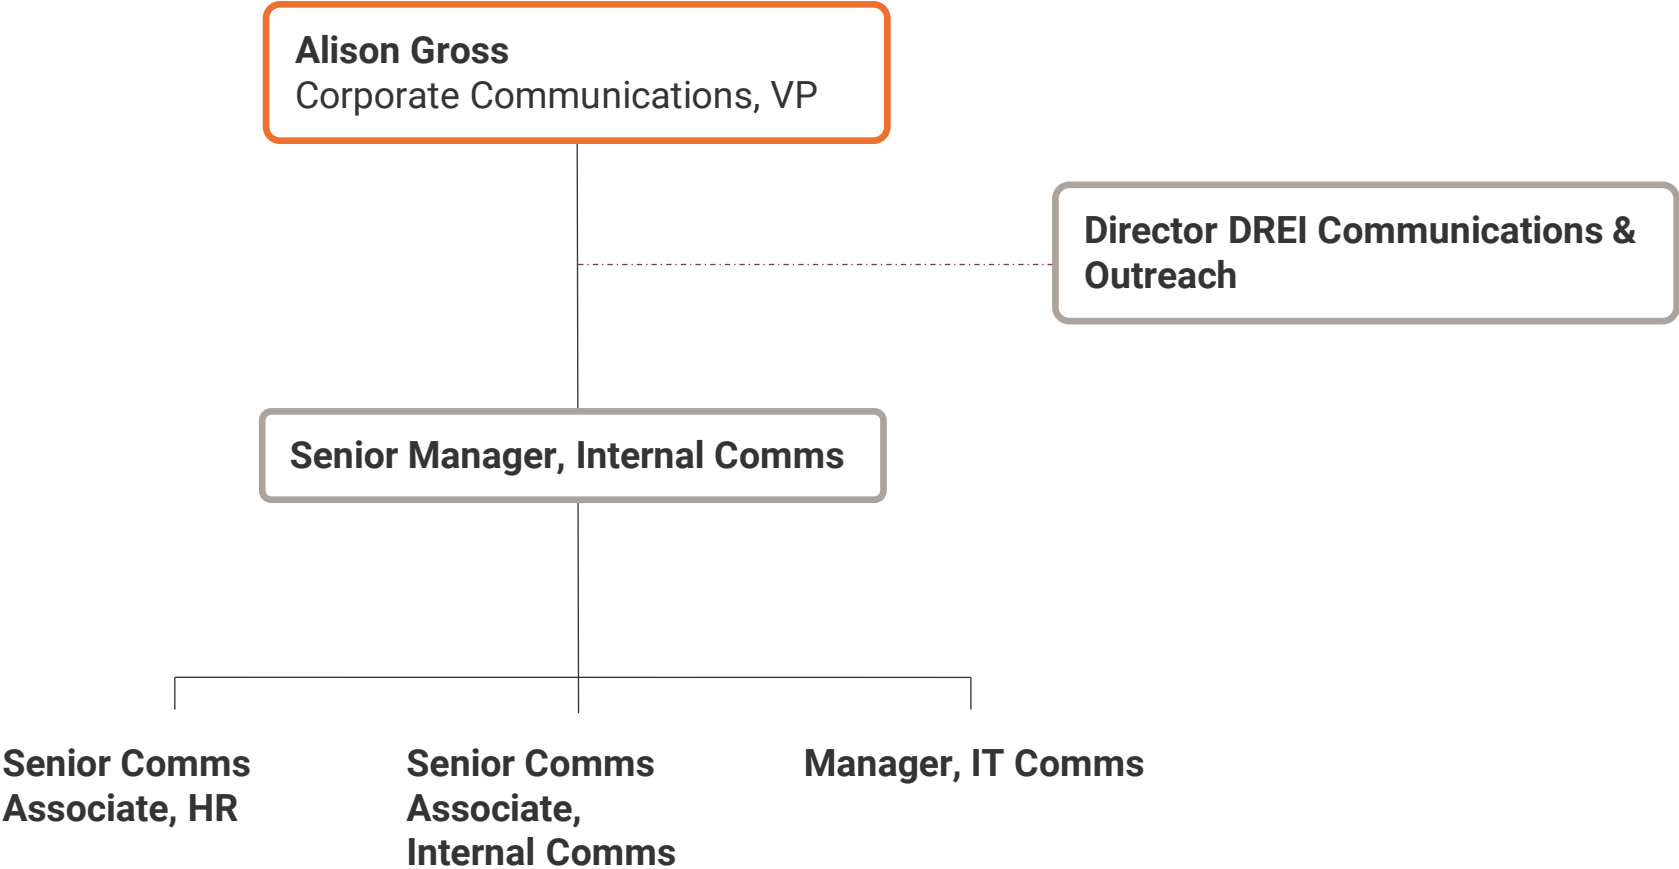 Alison Gross
Corporate Communications, VP
Director DREI Communications &
Outreach
Senior Manager, Internal Comms
Senior Comms
Associate, HR
Senior Comms
Associate,
Internal Comms
Manager, IT Comms